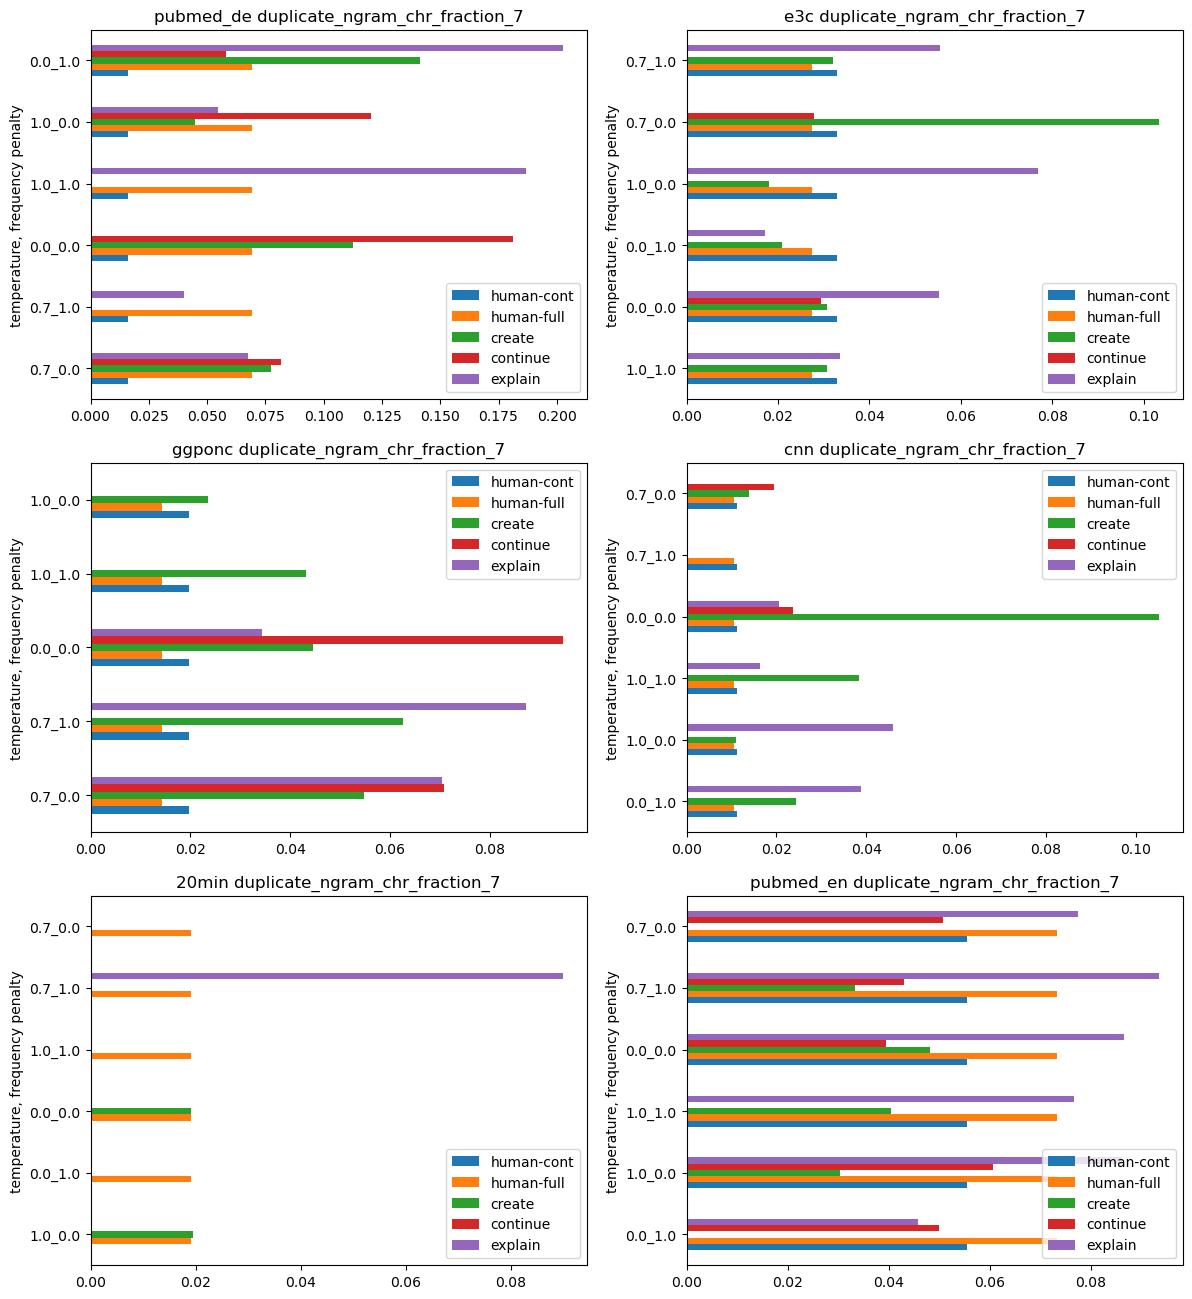 pubmed_de duplicate_ngram_chr_fraction_7
temperature, frequency penalty
0.0_1.0
1.0_0.0
1.0_1.0
0.0_0.0
0.7_1.0
0.7_0.0
0.000 0.025 0.050 0.075 0.100 0.125 0.150 0.175 0.200
human-cont
human-full
create
continue
explain
e3c duplicate_ngram_chr_fraction_7
temperature, frequency penalty
0.7_1.0
0.7_0.0
1.0_0.0
0.0_1.0
0.0_0.0
1.0_1.0
0.00 0.02 0.04 0.06 0.08 0.10
human-cont
human-full
create
continue
explain
ggponc duplicate_ngram_chr_fraction_7
temperature, frequency penalty
1.0_0.0
1.0_1.0
0.0_0.0
0.7_1.0
0.7_0.0
0.00 0.02 0.04 0.06 0.08
human-cont
human-full
create
continue
explain
cnn duplicate_ngram_chr_fraction_7
temperature, frequency penalty
0.7_0.0
0.7_1.0
0.0_0.0
1.0_1.0
1.0_0.0
0.0_1.0
0.00 0.02 0.04 0.06 0.08 0.10
human-cont
human-full
create
continue
explain
20min duplicate_ngram_chr_fraction_7
temperature, frequency penalty
0.7_0.0
0.7_1.0
1.0_1.0
0.0_0.0
0.0_1.0
1.0_0.0
0.00 0.02 0.04 0.06 0.08
human-cont
human-full
create
continue
explain
pubmed_en duplicate_ngram_chr_fraction_7
temperature, frequency penalty
0.7_0.0
0.7_1.0
0.0_0.0
1.0_1.0
1.0_0.0
0.0_1.0
0.00 0.02 0.04 0.06 0.08
human-cont
human-full
create
continue
explain